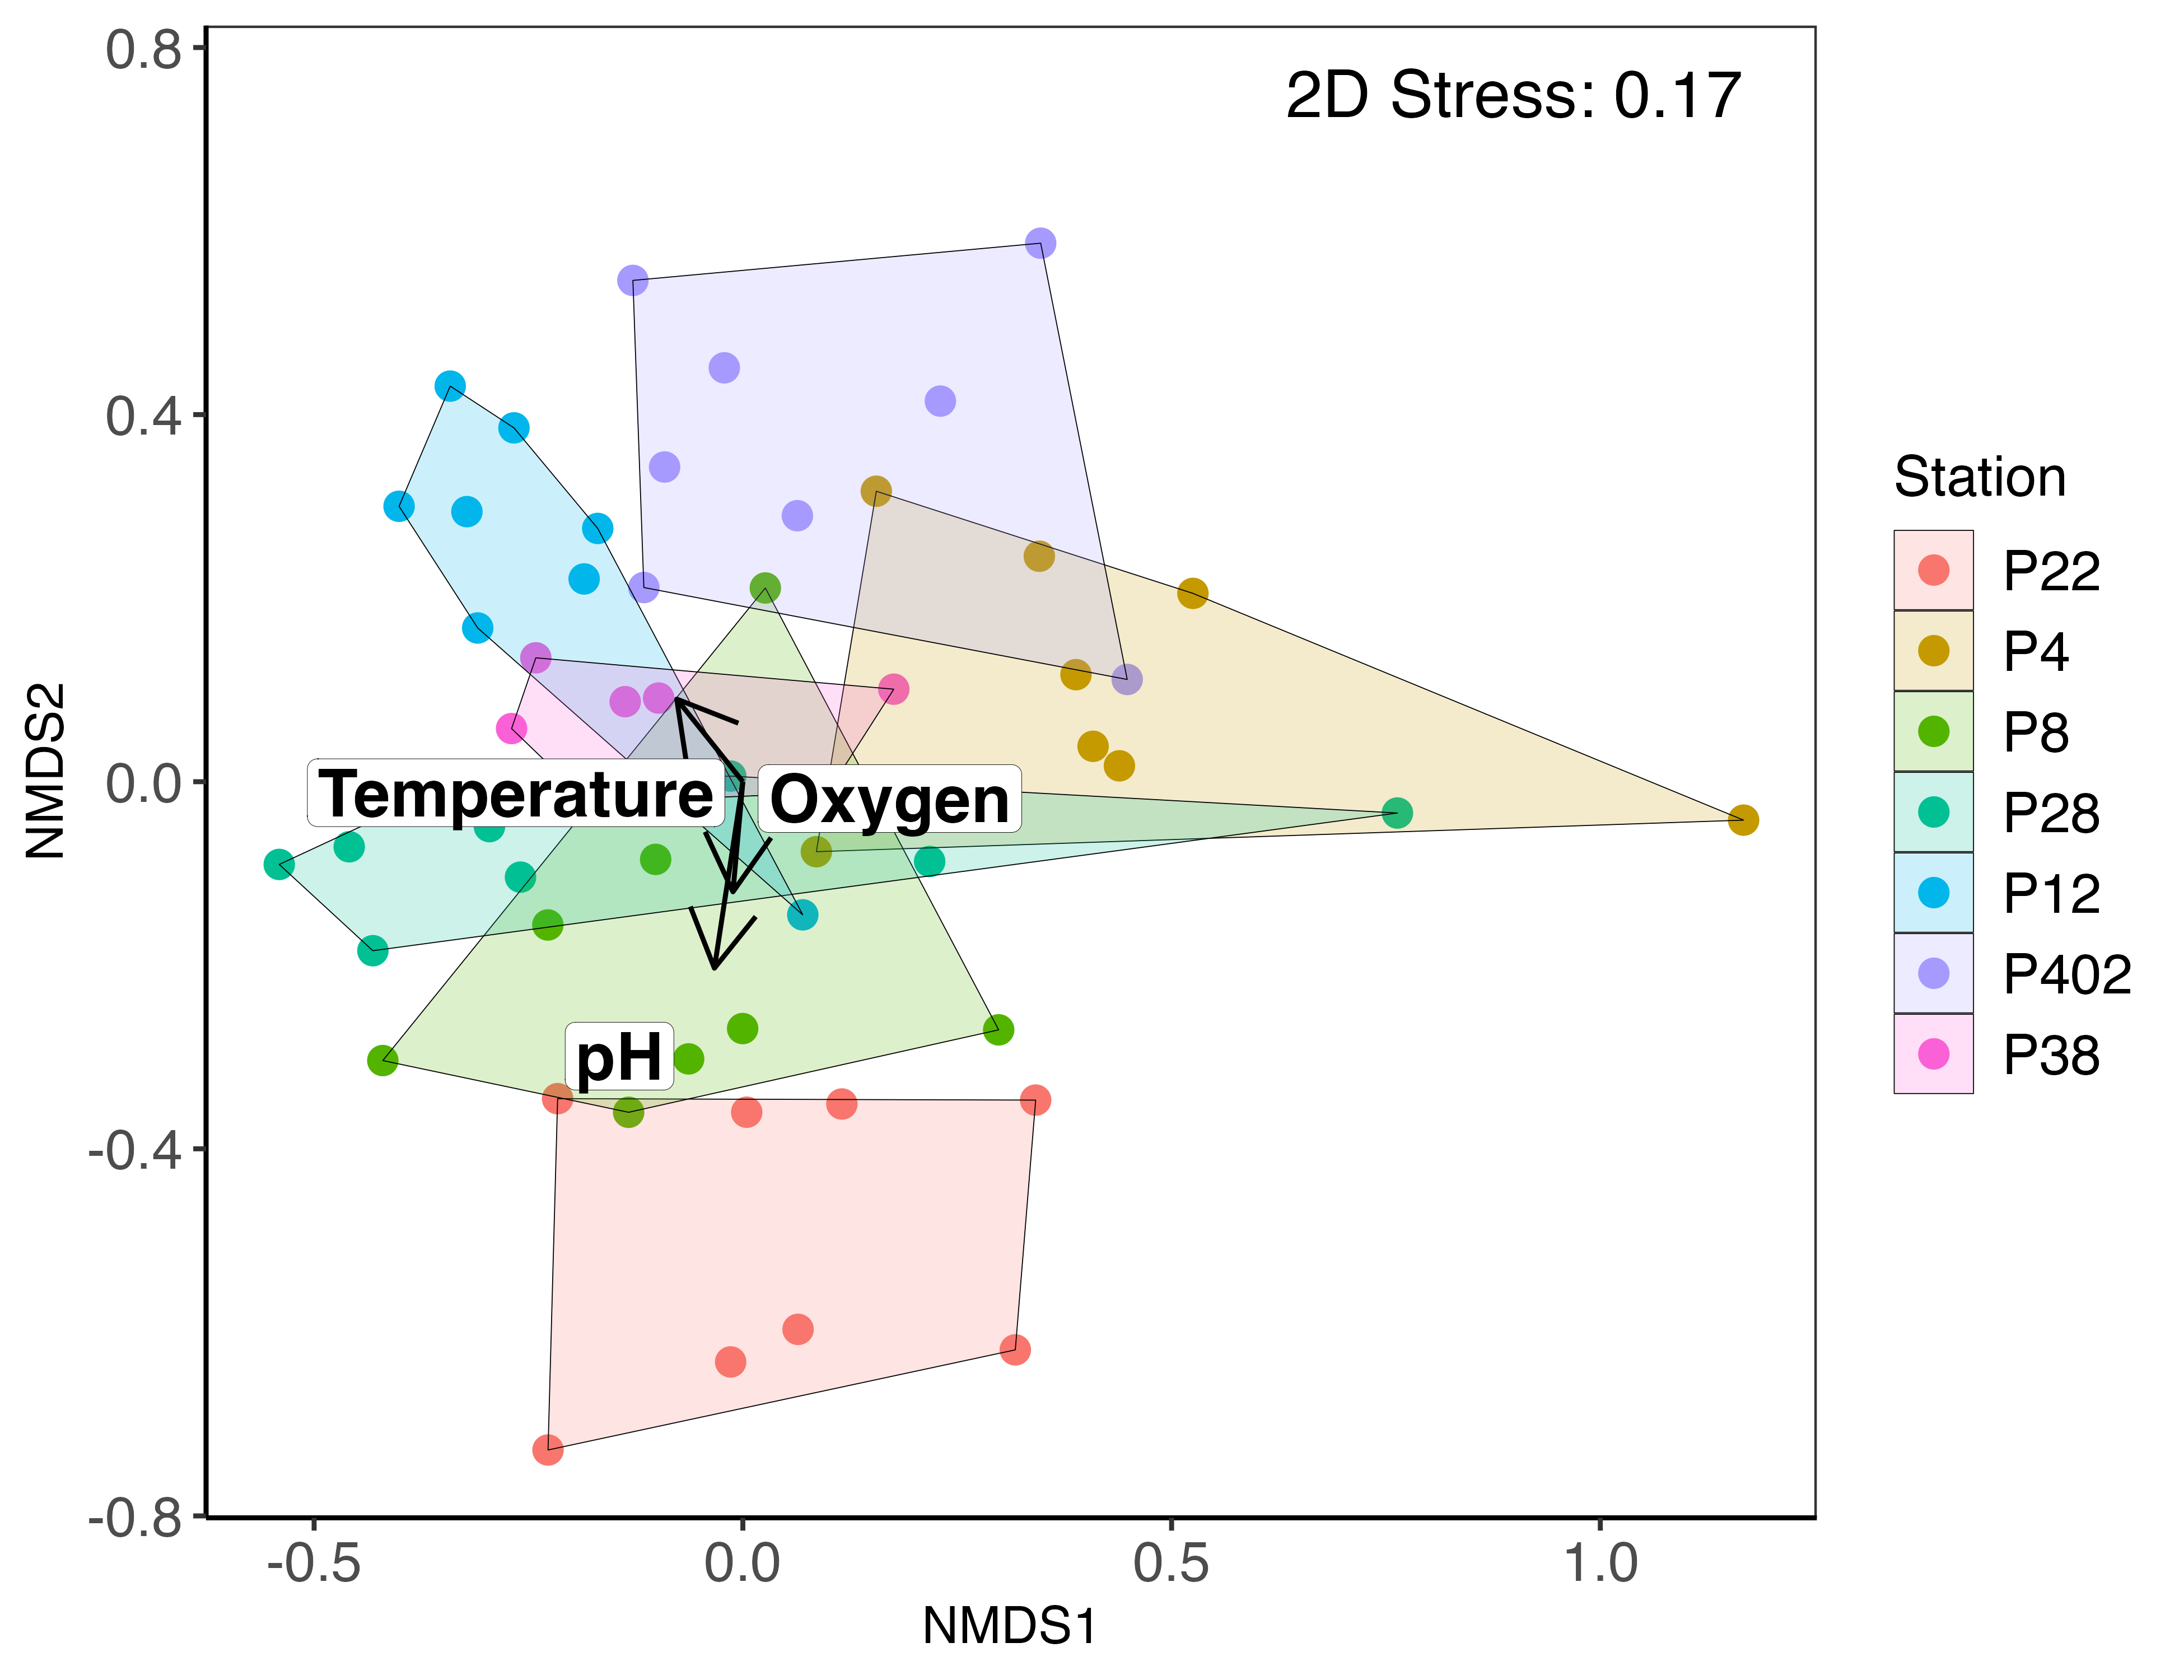 2D Stress: 0.17
0.8
0.4
0.0
-0.4
-0.8
NMDS2
Temperature
Oxygen
pH
-0.5
0.0
0.5
1.0
NMDS1
Station
P22
P4
P8
P28
P12
P402
P38